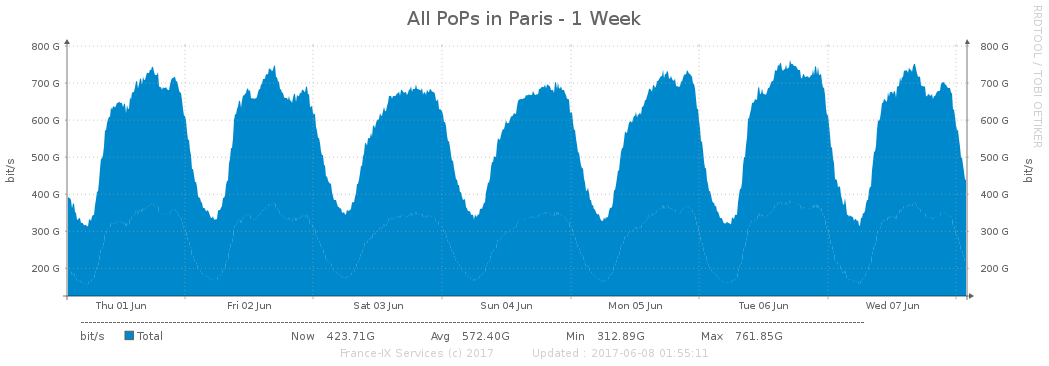 All PoPs in Paris - 1 Week
RRDTOOL / TOBI OETIKER
bit/s
800 G
700 G
600 G
500 G
400 G
300 G
200 G
800 G
700 G
600 G
500 G
400 G
300 G
200 G
bit/s
Thu 01 Jun Fri 02 Jun Sat 03 Jun Sun 04 Jun Mon 05 Jun Tue 06 Jun Wed 07 Jun
bit/s Total Now 423.71G Avg 572.40G Min 312.89G Max 761.85G
France-IX Services (c) 2017 Updated : 2017-06-08 01:55:11